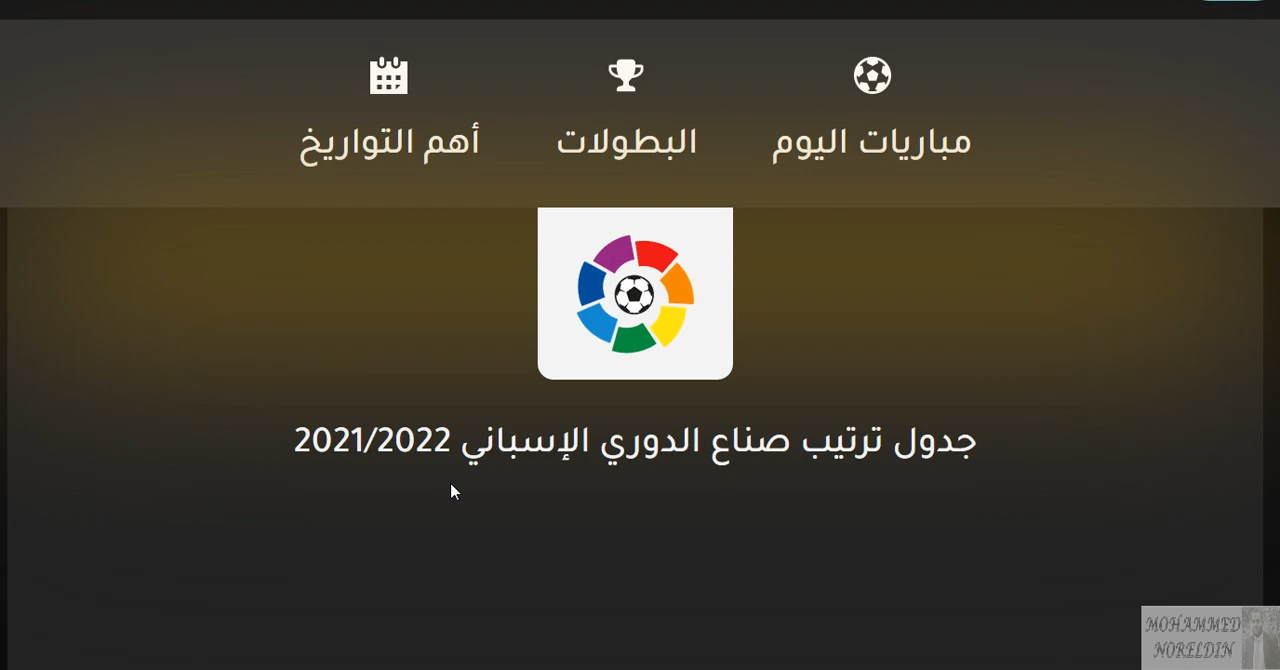 مباريات اليوم
البطولات
أهم التواريخ
جدول ترتيب صناع الدوري الإسباني 2021/2022
MOHAMMED
NORELDIN